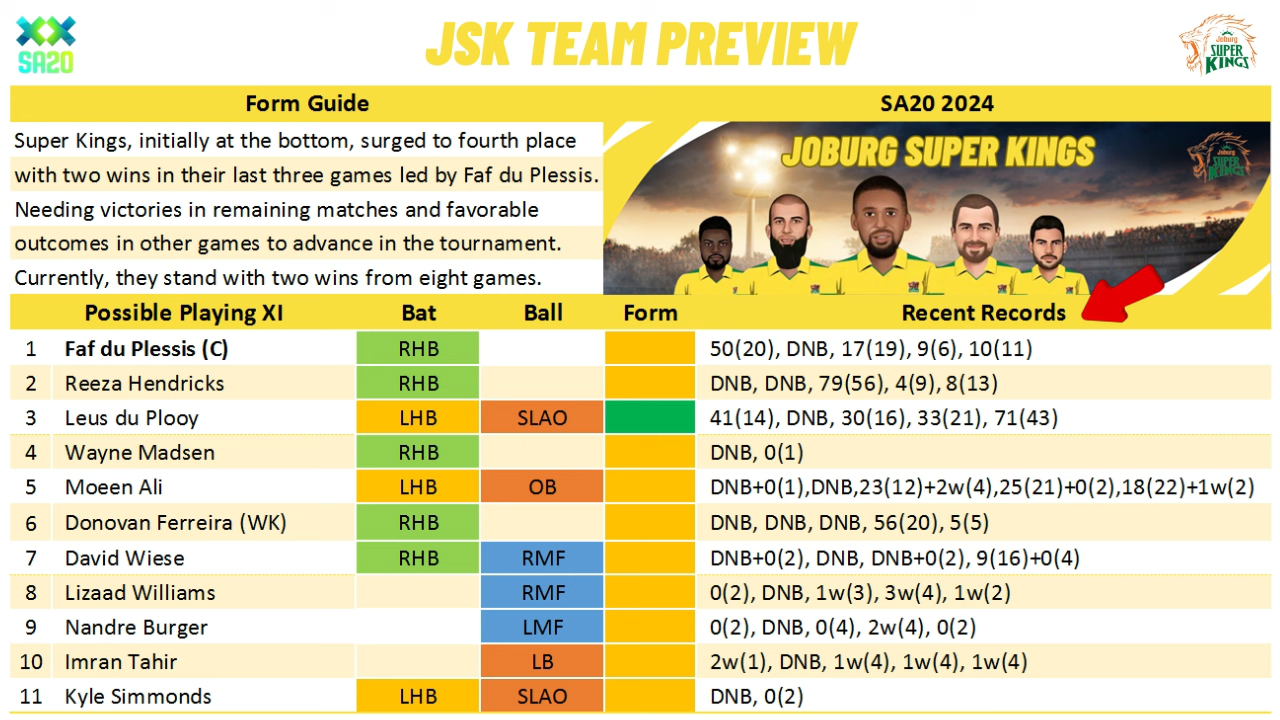 SA20
JSK TEAM PREVIEW
Joburg
SUPER
KINGS
Form Guide
SA20 2024
Super Kings, initially at the bottom, surged to fourth place
with two wins in their last three games led by Faf du Plessis.
Needing victories in remaining matches and favorable
outcomes in other games to advance in the tournament.
Currently, they stand with two wins from eight games.
JOBURG SUPER KINGS
Joburg
SUPER
KINGS
Possible Playing XI Bat Ball Form Recent Records
1 Faf du Plessis (C) RHB 50(20), DNB, 17(19), 9(6), 10(11)
2 Reeza Hendricks RHB DNB, DNB, 79(56), 4(9), 8(13)
3 Leus du Plooy LHB SLAO 41(14), DNB, 30(16), 33(21), 71(43)
4 Wayne Madsen RHB DNB, 0(1)
5 Moeen Ali LHB OB DNB+0(1),DNB,23(12)+2w(4),25(21)+0(2),18(22)+1w(2)
6 Donovan Ferreira (WK) RHB DNB, DNB, DNB, 56(20), 5(5)
7 David Wiese RHB RMF DNB+0(2), DNB, DNB+0(2), 9(16)+0(4)
8 Lizaad Williams RMF 0(2), DNB, 1w(3), 3w(4), 1w(2)
9 Nandre Burger LMF 0(2), DNB, 0(4), 2w(4), 0(2)
10 Imran Tahir LB 2w(1), DNB, 1w(4), 1w(4), 1w(4)
11 Kyle Simmonds LHB SLAO DNB, 0(2)